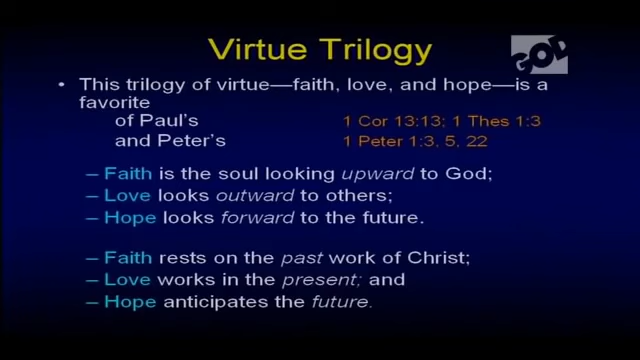 Virtue Trilogy
GOD
• This trilogy of virtue—faith, love, and hope—is a
favorite
of Paul's 1 Cor 13:13; 1 Thes 1:3
and Peter's 1 Peter 1:3, 5, 22
– Faith is the soul looking upward to God;
– Love looks outward to others;
– Hope looks forward to the future.
– Faith rests on the past work of Christ;
– Love works in the present; and
– Hope anticipates the future.